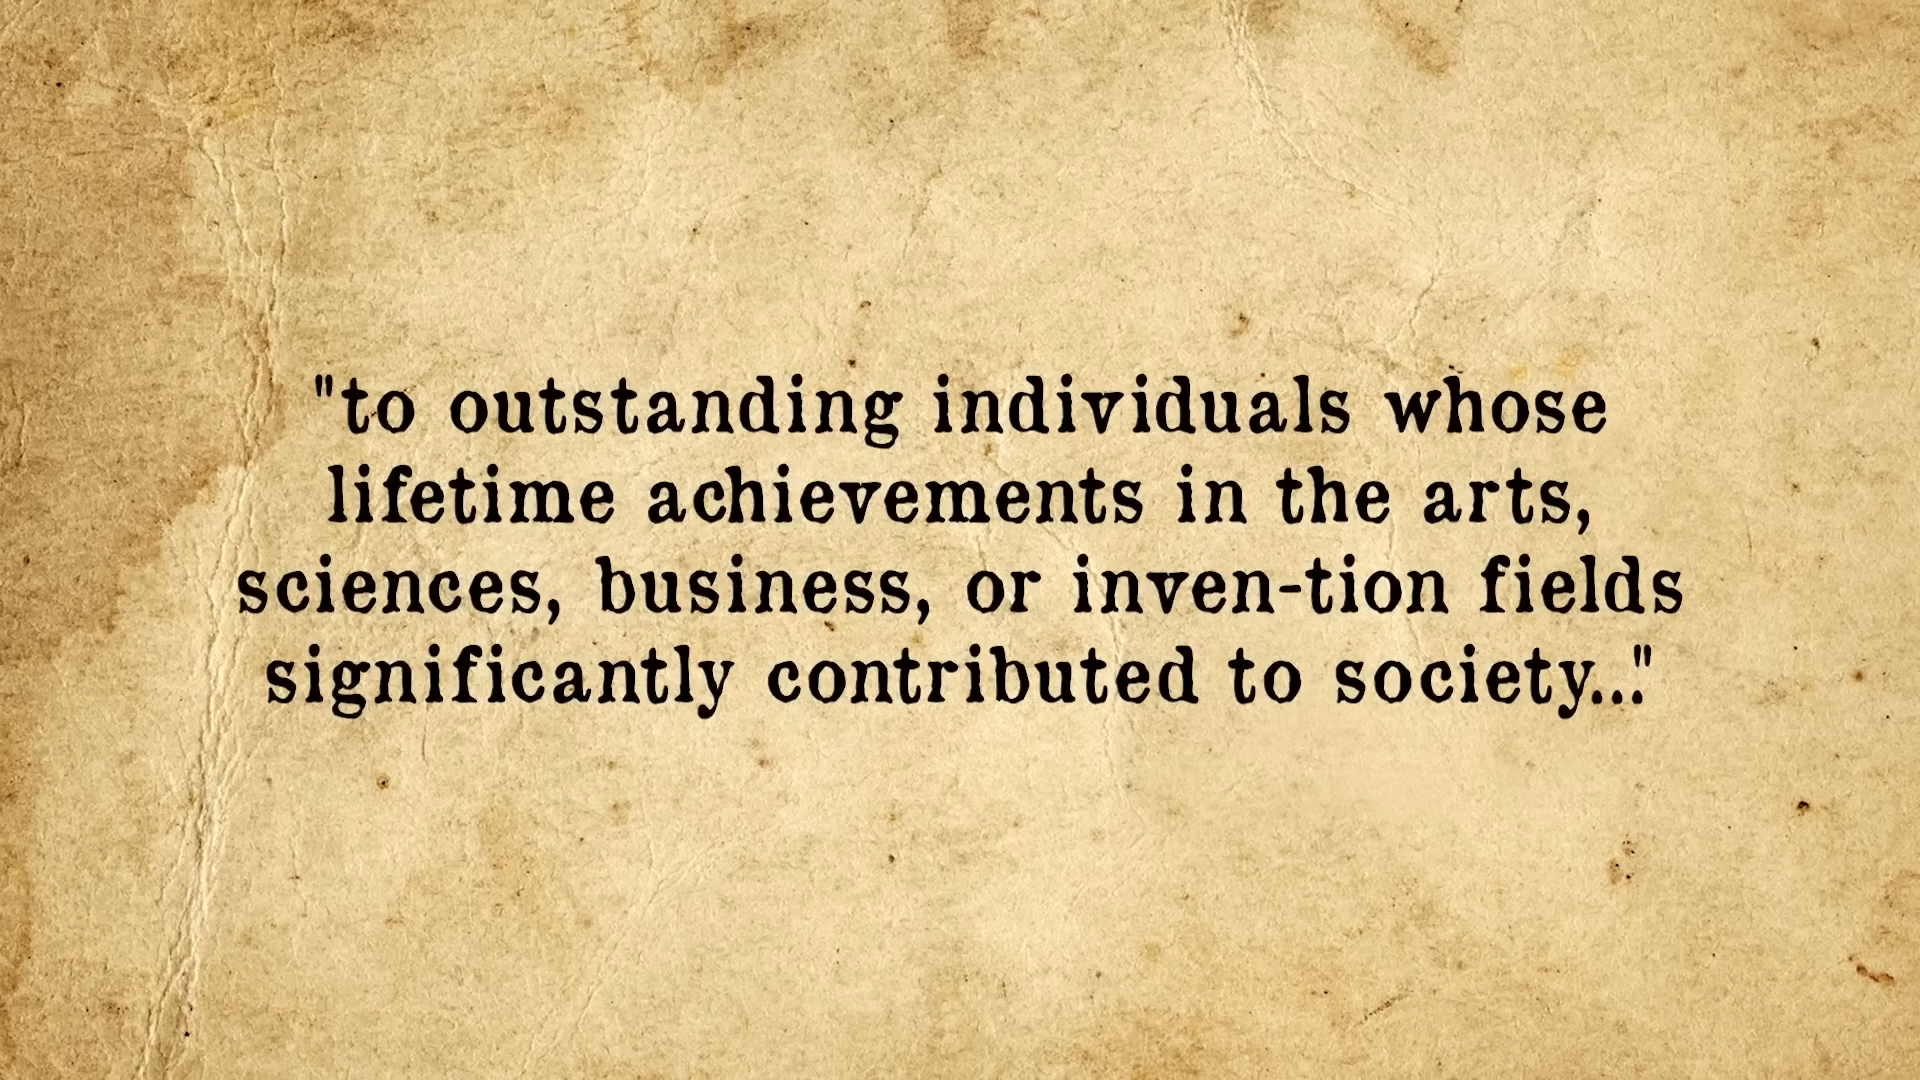 "to outstanding individuals whose
lifetime achievements in the arts,
sciences, business, or inven-tion fields
significantly contributed to society..."